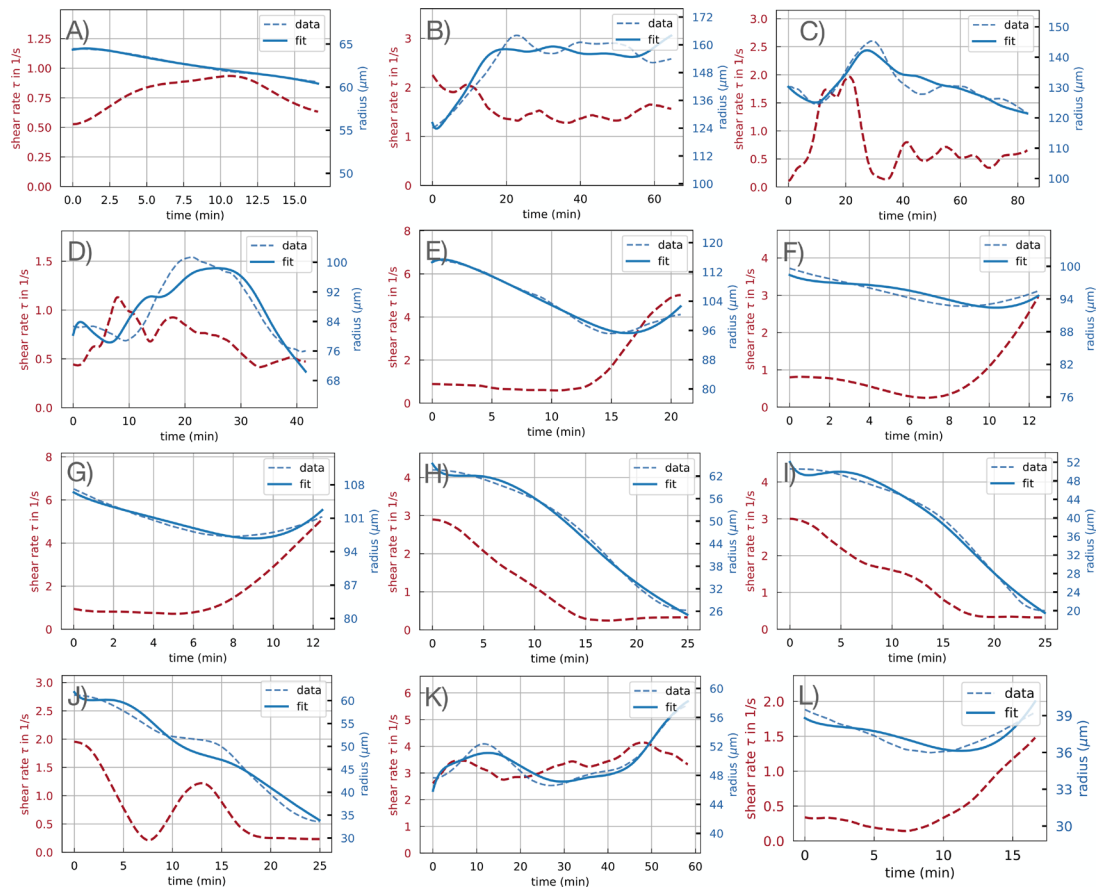 A)
shear rate τ in 1/s
1.25
1.00
0.75
0.50
0.25
0.00
data
fit
65
60
55
50
radius (μm)
0.0 2.5 5.0 7.5 10.0 12.5 15.0
time (min)
B)
shear rate τ in 1/s
3
2
1
0
data
fit
172
164
160
148
136
124
112
100
radius (μm)
0 20 40 60
time (min)
C)
shear rate τ in 1/s
3.0
2.5
2.0
1.5
1.0
0.5
0.0
data
fit
150
140
130
120
110
100
radius (μm)
0 20 40 60 80
time (min)
D)
shear rate τ in 1/s
1.5
1.0
0.5
0.0
data
fit
100
92
84
80
76
68
radius (μm)
0 10 20 30 40
time (min)
E)
shear rate τ in 1/s
8
6
4
2
0
data
fit
120
112
104
100
95
88
80
radius (μm)
0 5 10 15 20
time (min)
F)
shear rate τ in 1/s
4
3
2
1
0
data
fit
100
94
88
82
76
radius (μm)
0 2 4 6 8 10 12
time (min)
G)
shear rate τ in 1/s
8
6
4
2
0
data
fit
108
101
94
87
80
radius (μm)
0 2 4 6 8 10 12
time (min)
H)
shear rate τ in 1/s
4
3
2
1
0
data
fit
62
56
50
44
38
32
26
radius (μm)
0 5 10 15 20 25
time (min)
I)
shear rate τ in 1/s
4
3
2
1
0
data
fit
52
48
44
40
36
32
28
24
20
radius (μm)
0 5 10 15 20 25
time (min)
J)
shear rate τ in 1/s
3.0
2.5
2.0
1.5
1.0
0.5
0.0
data
fit
60
50
45
40
30
radius (μm)
0 5 10 15 20 25
time (min)
K)
shear rate τ in 1/s
6
5
4
3
2
1
0
data
fit
60
56
52
48
44
40
radius (μm)
0 10 20 30 40 50 60
time (min)
L)
shear rate τ in 1/s
2.0
1.5
1.0
0.5
0.0
data
fit
39
36
33
30
radius (μm)
0 5 10 15
time (min)